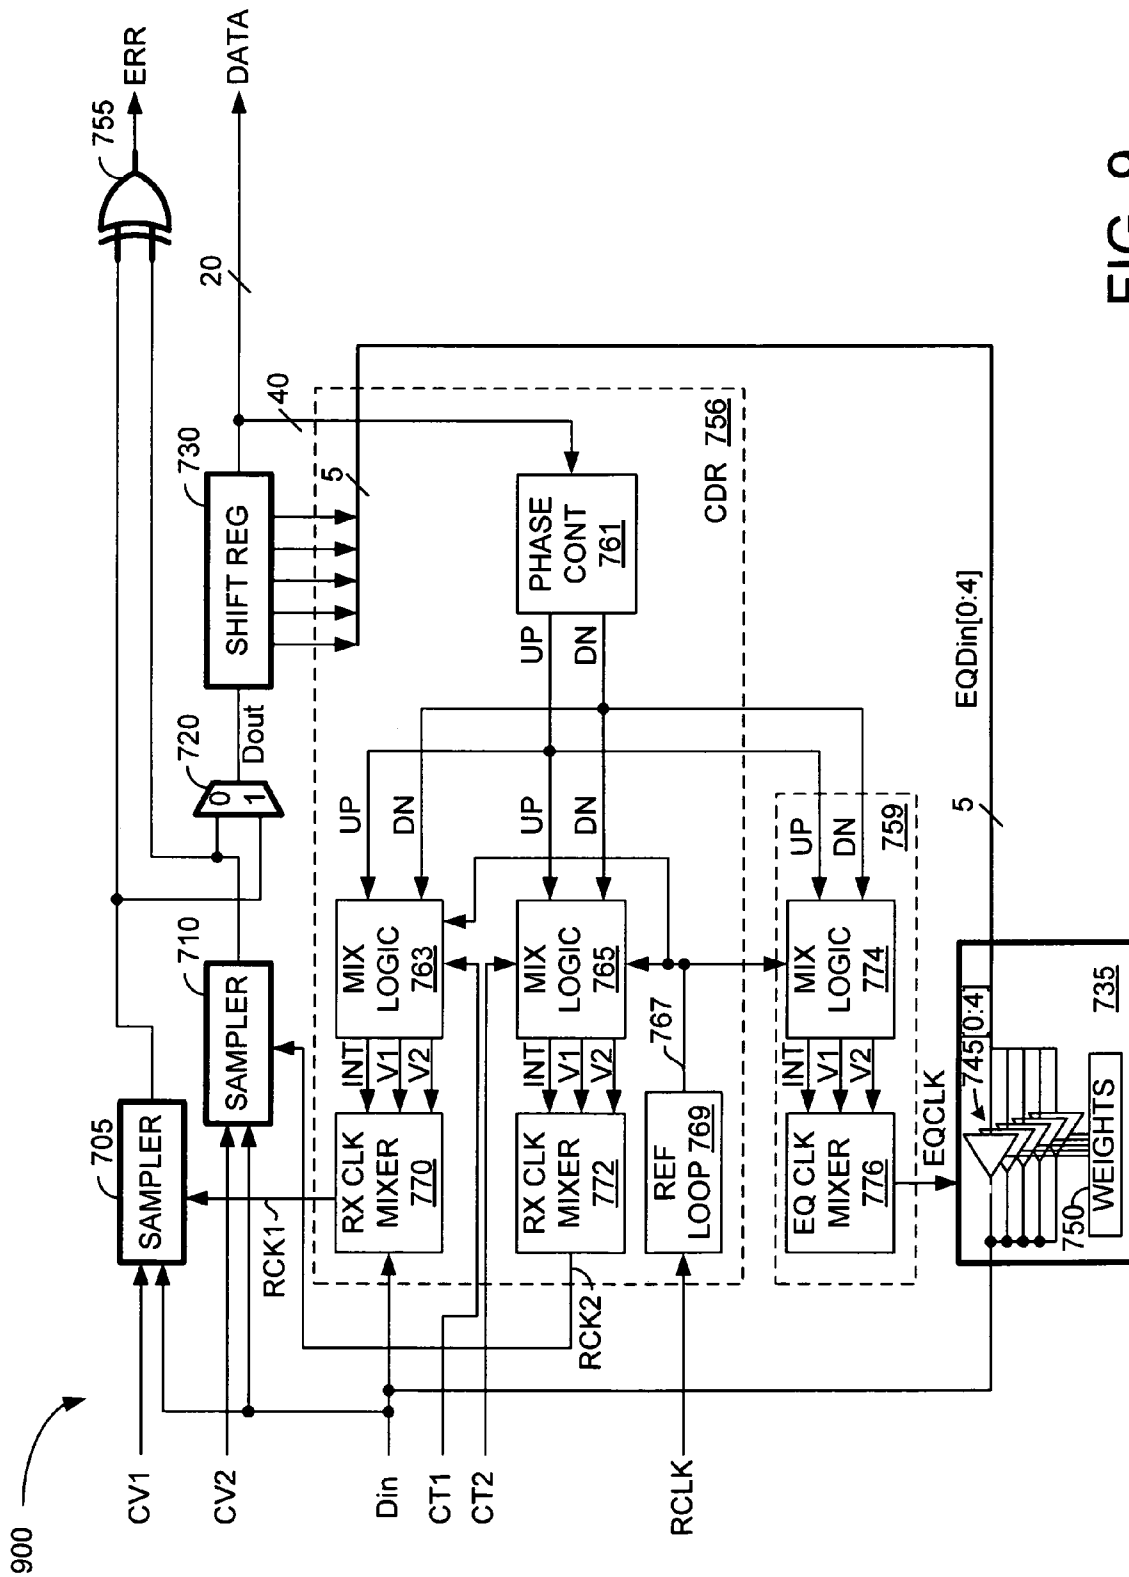 900
CV1
CV2
Din
CT1
CT2
RCLK
705
SAMPLER
710
SAMPLER
RCK1
RCK2
720
0
1
Dout
730
SHIFT REG
755
ERR
DATA
20
40
5
PHASE
CONT
761
UP
DN
CDR 756
UP
DN
MIX
LOGIC
763
INT
V1
V2
RX CLK
MIXER
770
UP
DN
MIX
LOGIC
765
INT
V1
V2
RX CLK
MIXER
772
767
REF
LOOP 769
UP
DN
759
MIX
LOGIC
774
INT
V1
V2
EQ CLK
MIXER
776
EQCLK
EQDin[0:4]
5
745[0:4]
735
750
WEIGHTS